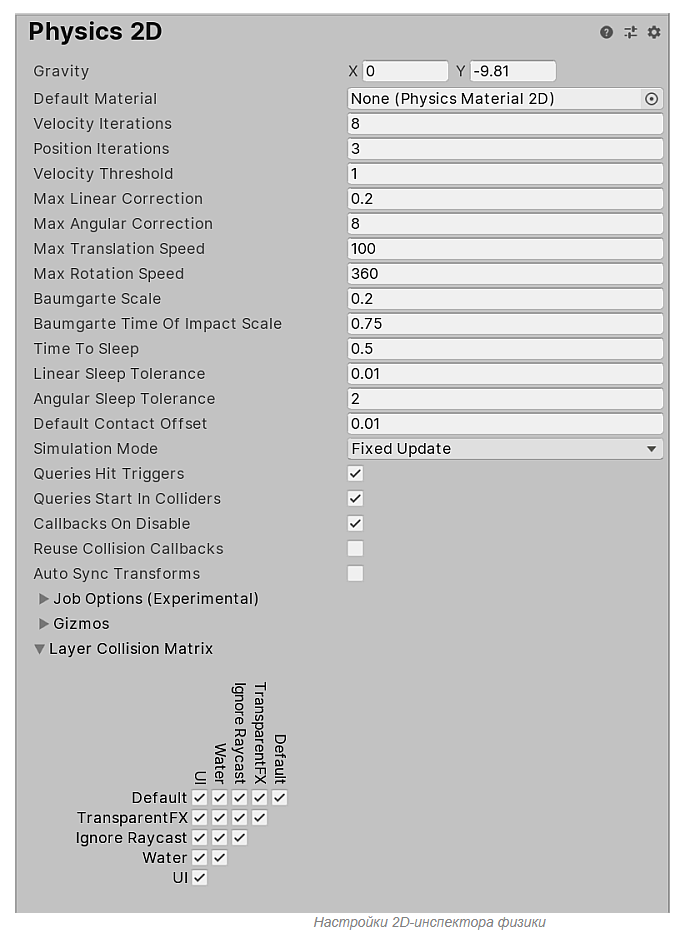 Physics 2D
Gravity X 0 Y -9.81
Default Material None (Physics Material 2D)
Velocity Iterations 8
Position Iterations 3
Velocity Threshold 1
Max Linear Correction 0.2
Max Angular Correction 8
Max Translation Speed 100
Max Rotation Speed 360
Baumgarte Scale 0.2
Baumgarte Time Of Impact Scale 0.75
Time To Sleep 0.5
Linear Sleep Tolerance 0.01
Angular Sleep Tolerance 2
Default Contact Offset 0.01
Simulation Mode Fixed Update
Queries Hit Triggers
Queries Start In Colliders
Callbacks On Disable
Reuse Collision Callbacks
Auto Sync Transforms
Job Options (Experimental)
Gizmos
Layer Collision Matrix
UI
Water
Ignore Raycast
TransparentFX
Default
Default
TransparentFX
Ignore Raycast
Water
UI
Настройки 2D-инспектора физики